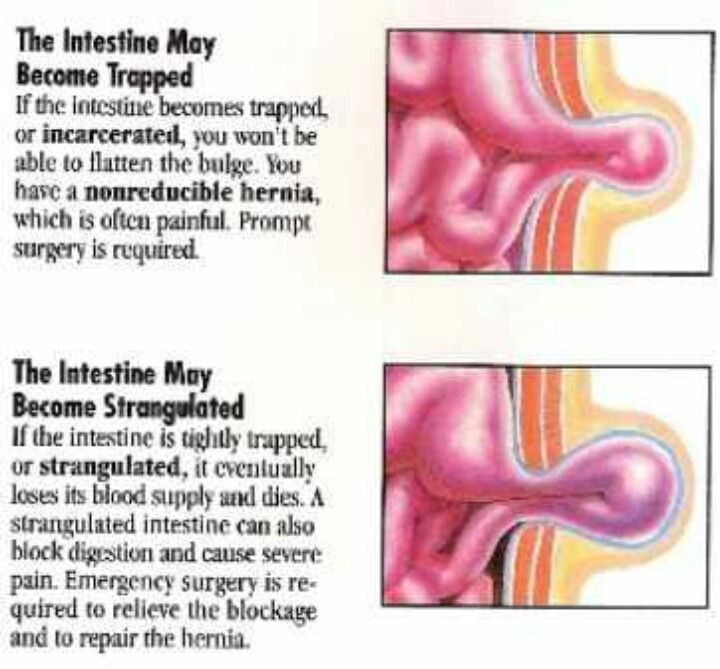 The Intestine May
Become Trapped
If the intestine becomes trapped,
or incarcerated, you won't be
able to flatten the bulge. You
have a nonreducible hernia,
which is often painful. Prompt
surgery is required.
The Intestine May
Become Strangulated
If the intestine is tightly trapped,
or strangulated, it eventually
loses its blood supply and dies. A
strangulated intestine can also
block digestion and cause severe
pain. Emergency surgery is re-
quired to relieve the blockage
and to repair the hernia.